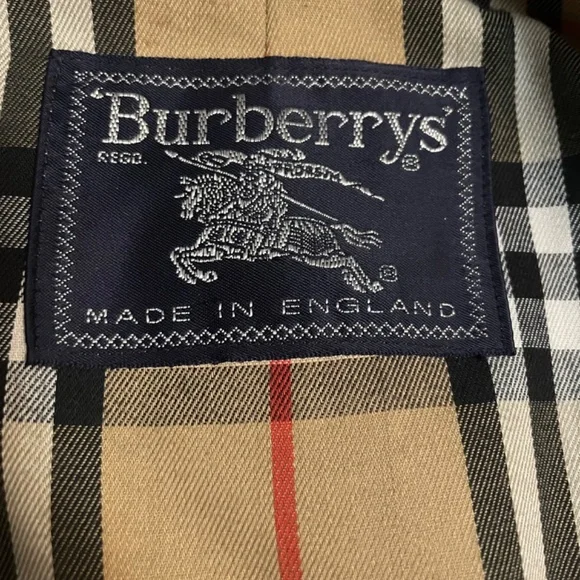 'Burberrys'®
REGD.
®
MADE IN ENGLAND